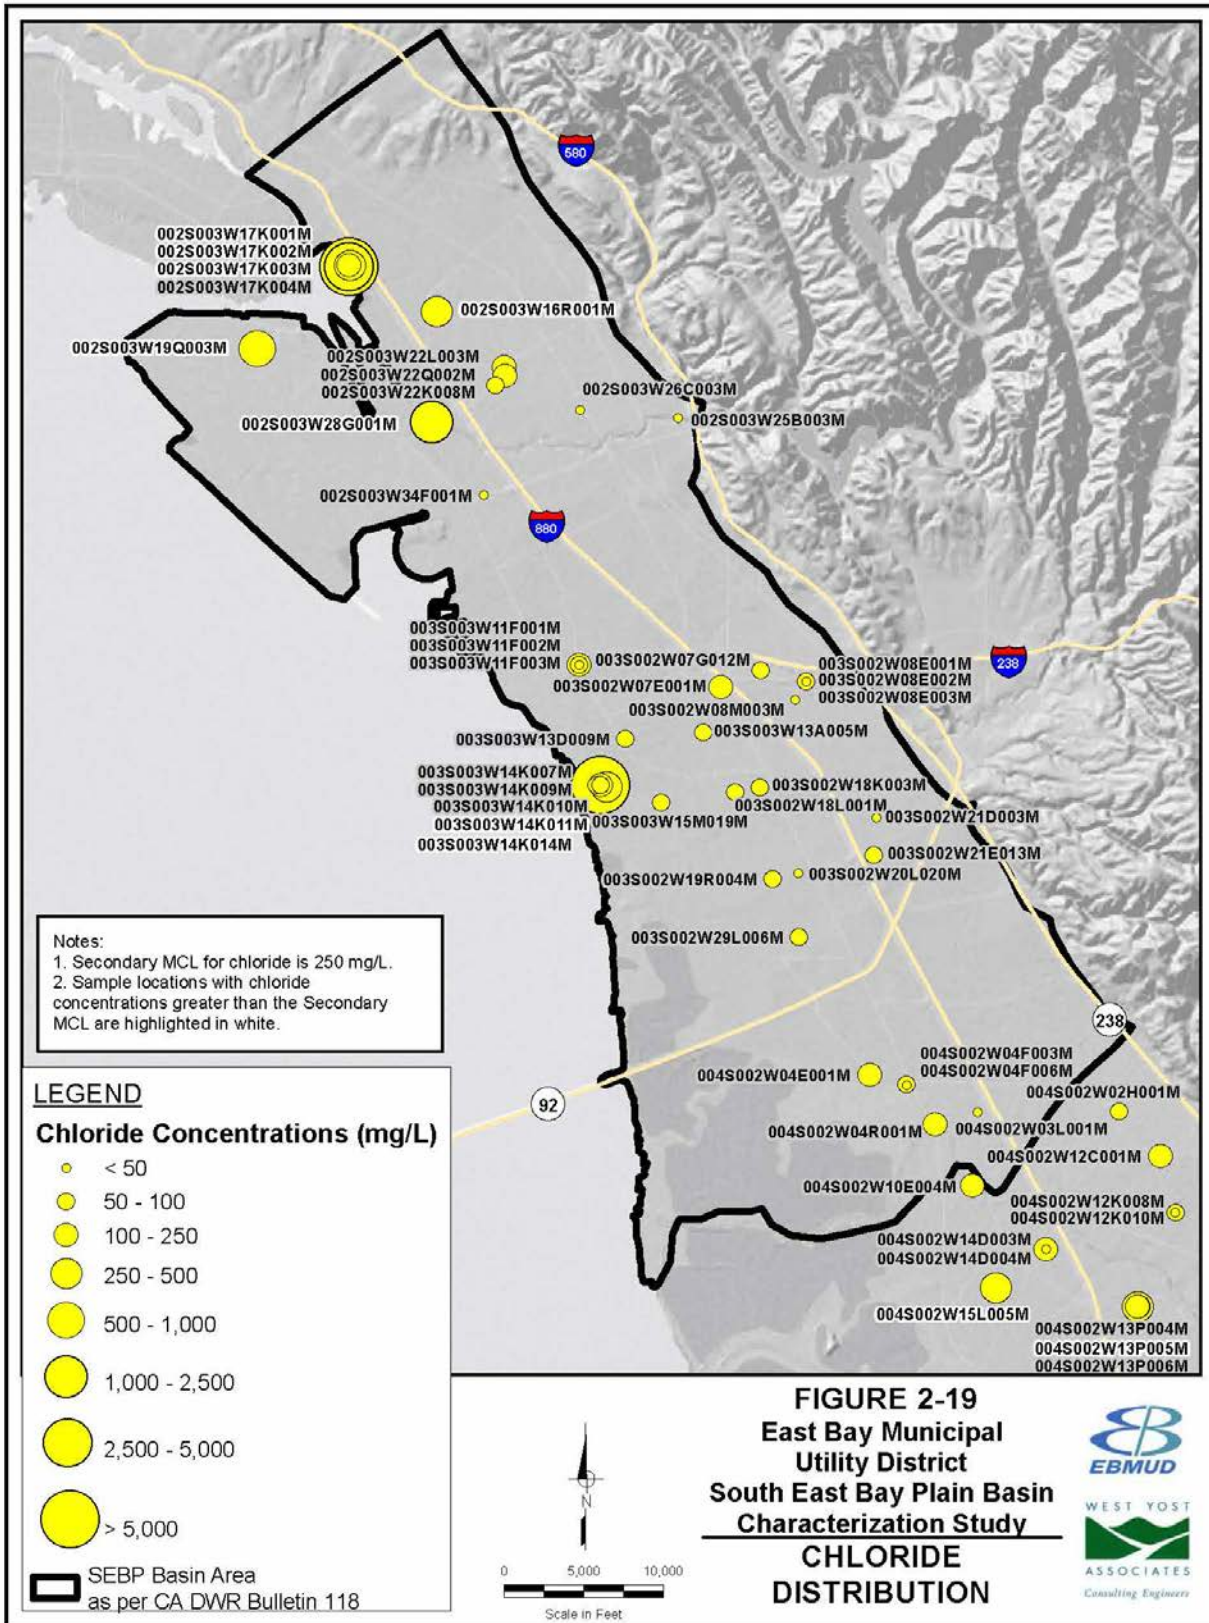 580
002S003W17K001M
002S003W17K002M
002S003W17K003M
002S003W17K004M
002S003W16R001M
002S003W19Q003M
002S003W22L003M
002S003W22Q002M
002S003W22K008M
002S003W26C003M
002S003W25B003M
002S003W28G001M
002S003W34F001M
880
003S003W11F001M
003S003W11F002M
003S003W11F003M
003S002W07G012M
003S002W07E001M
003S002W08E001M
003S002W08E002M
003S002W08E003M
238
003S002W08M003M
003S003W13D009M
003S003W13A005M
003S003W14K007M
003S003W14K009M
003S003W14K010M
003S003W14K011M
003S003W14K014M
003S002W18K003M
003S002W18L001M
003S003W15M019M
003S002W21D003M
003S002W21E013M
003S002W19R004M
003S002W20L020M
003S002W29L006M
Notes:
1. Secondary MCL for chloride is 250 mg/L.
2. Sample locations with chloride
concentrations greater than the Secondary
MCL are highlighted in white.
238
92
004S002W04E001M
004S002W04F003M
004S002W04F006M
004S002W02H001M
004S002W04R001M
004S002W03L001M
004S002W12C001M
004S002W10E004M
004S002W12K008M
004S002W12K010M
004S002W14D003M
004S002W14D004M
004S002W15L005M
004S002W13P004M
004S002W13P005M
004S002W13P006M
LEGEND
Chloride Concentrations (mg/L)
< 50
50 - 100
100 - 250
250 - 500
500 - 1,000
1,000 - 2,500
2,500 - 5,000
> 5,000
SEBP Basin Area
as per CA DWR Bulletin 118
N
0 5,000 10,000
Scale in Feet
FIGURE 2-19
East Bay Municipal
Utility District
South East Bay Plain Basin
Characterization Study
CHLORIDE
DISTRIBUTION
EBMUD
WEST YOST
ASSOCIATES
Consulting Engineers